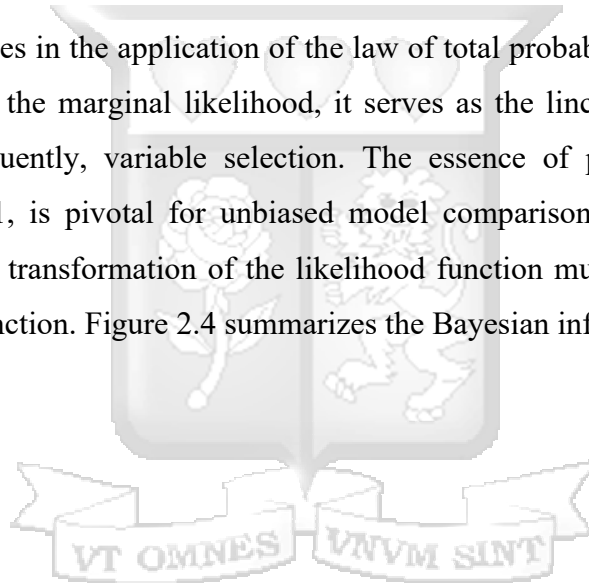 es in the application of the law of total probab
the marginal likelihood, it serves as the linc
uently, variable selection. The essence of p
1, is pivotal for unbiased model comparison
transformation of the likelihood function mu
nction. Figure 2.4 summarizes the Bayesian inf
VT OMNES VNVM SINT